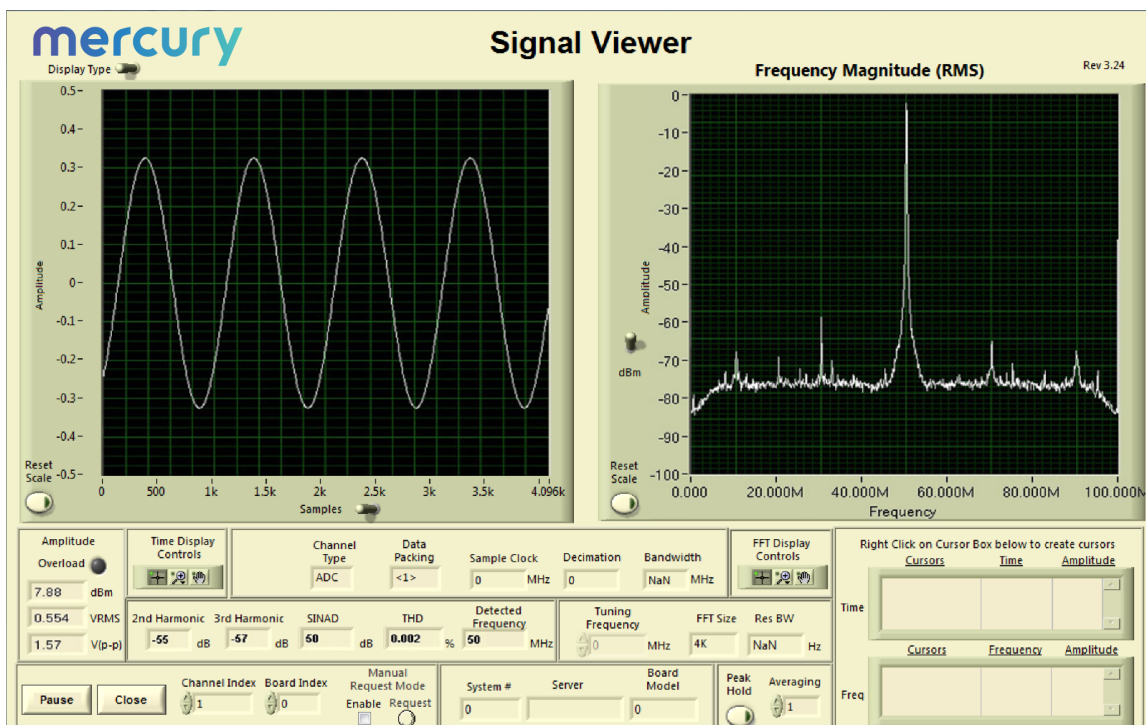 mercury
Signal Viewer
Display Type
Frequency Magnitude (RMS)
Rev 3.24
0.5
0.4
0.3
0.2
0.1
0
-0.1
-0.2
-0.3
-0.4
-0.5
Amplitude
Reset
Scale
0 500 1k 1.5k 2k 2.5k 3k 3.5k 4.096k
Samples
0
-10
-20
-30
-40
-50
-60
-70
-80
-90
-100
Amplitude
dBm
Reset
Scale
0.000 20.000M 40.000M 60.000M 80.000M 100.000M
Frequency
Amplitude
Overload
7.88 dBm
0.554 VRMS
1.57 V(p-p)
Time Display
Controls
Channel
Type
ADC
Data
Packing
<1>
Sample Clock
0 MHz
Decimation
0
Bandwidth
NaN MHz
FFT Display
Controls
2nd Harmonic
-55 dB
3rd Harmonic
-57 dB
SINAD
50 dB
THD
0.002 %
Detected
Frequency
50 MHz
Tuning
Frequency
0 MHz
FFT Size
4K
Res BW
NaN Hz
Right Click on Cursor Box below to create cursors
Cursors Time Amplitude
Time
Cursors Frequency Amplitude
Freq
Pause
Close
Channel Index
1
Board Index
0
Manual
Request Mode
Enable Request
System #
0
Server
Board
Model
0
Peak
Hold
Averaging
1